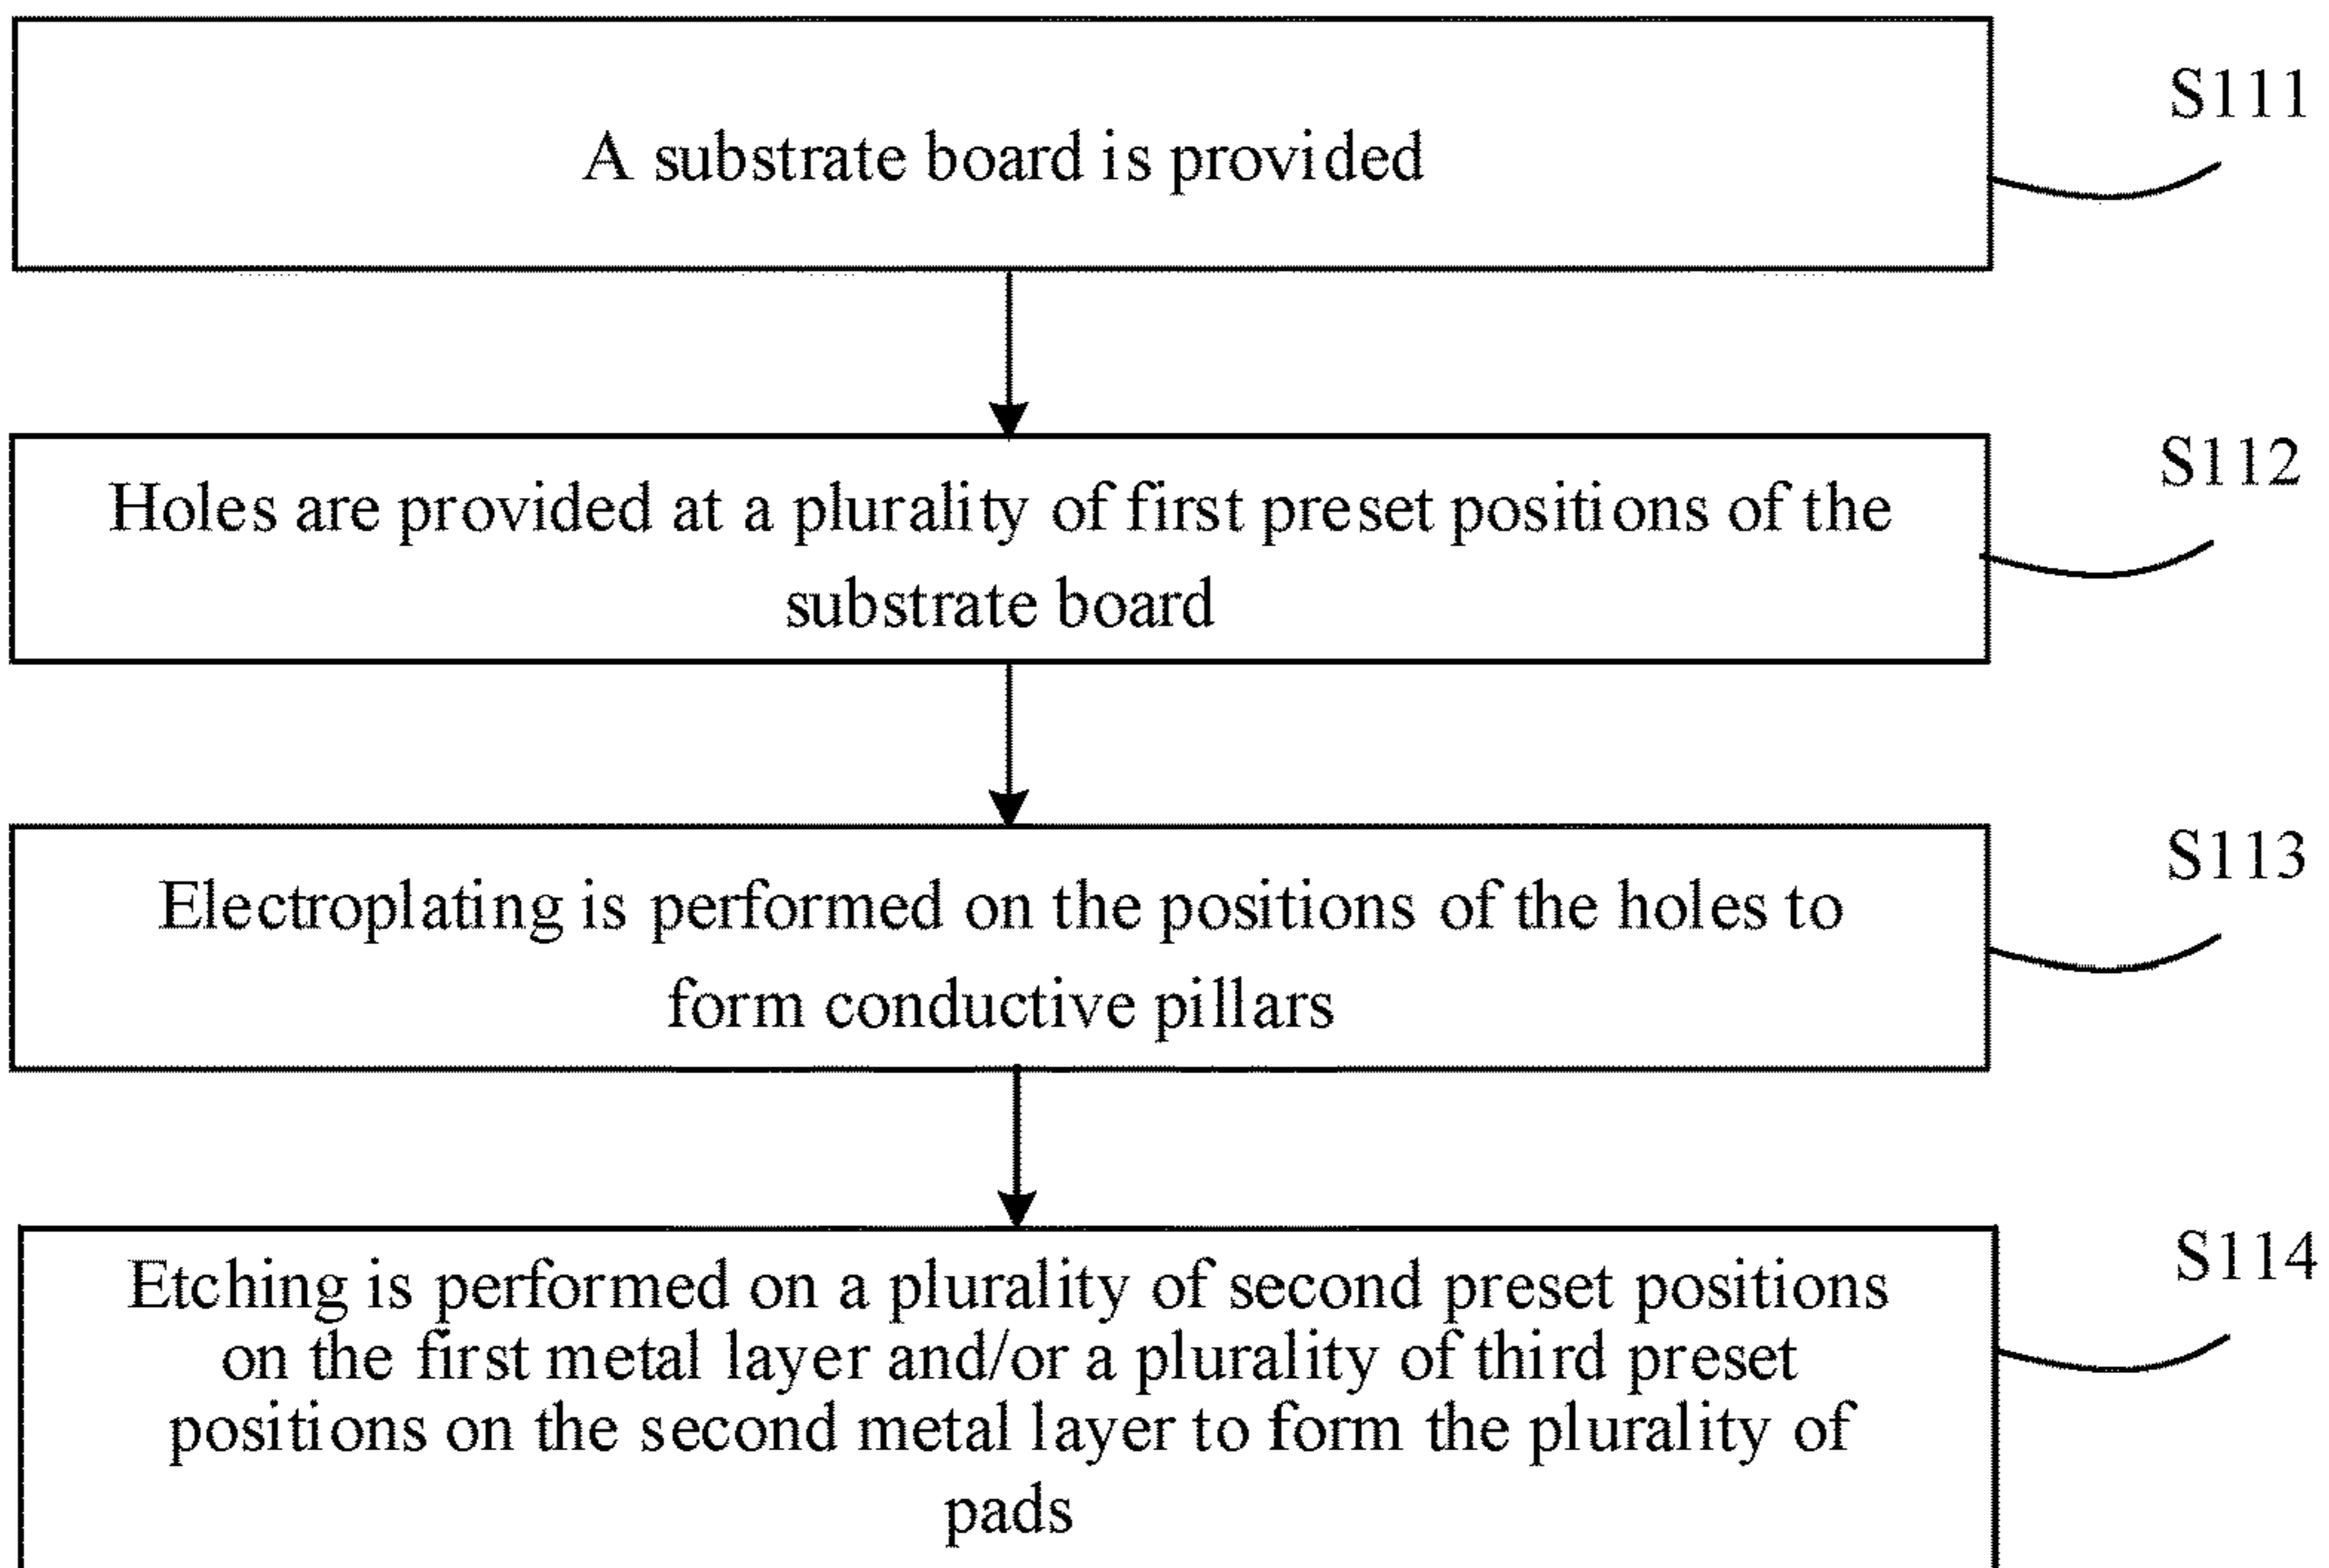 S111
A substrate board is provided
S112
Holes are provided at a plurality of first preset positions of the
substrate board
S113
Electroplating is performed on the positions of the holes to
form conductive pillars
S114
Etching is performed on a plurality of second preset positions
on the first metal layer and/or a plurality of third preset
positions on the second metal layer to form the plurality of
pads